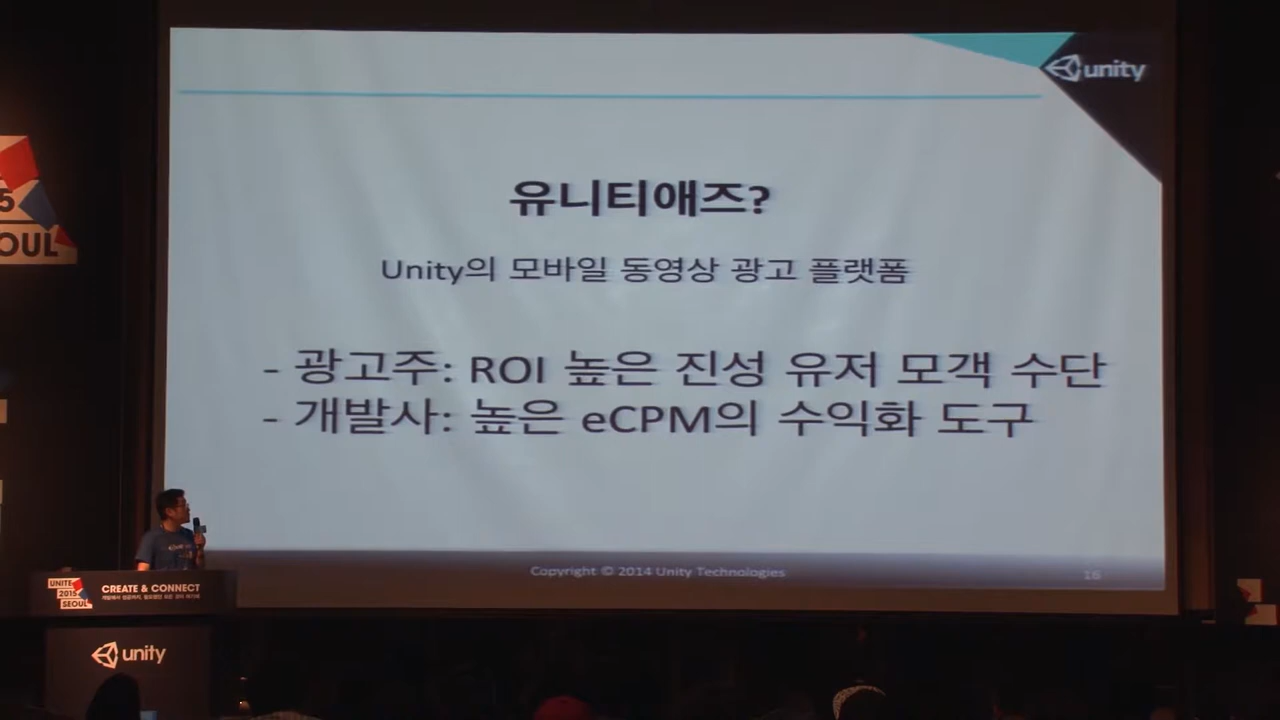 unity
유니티애즈?
Unity의 모바일 동영상 광고 플랫폼
- 광고주: ROI 높은 진성 유저 모객 수단
- 개발사: 높은 eCPM의 수익화 도구
Copyright © 2014 Unity Technologies
16
5
OUL
UNITE
2015
SEOUL
CREATE & CONNECT
unity